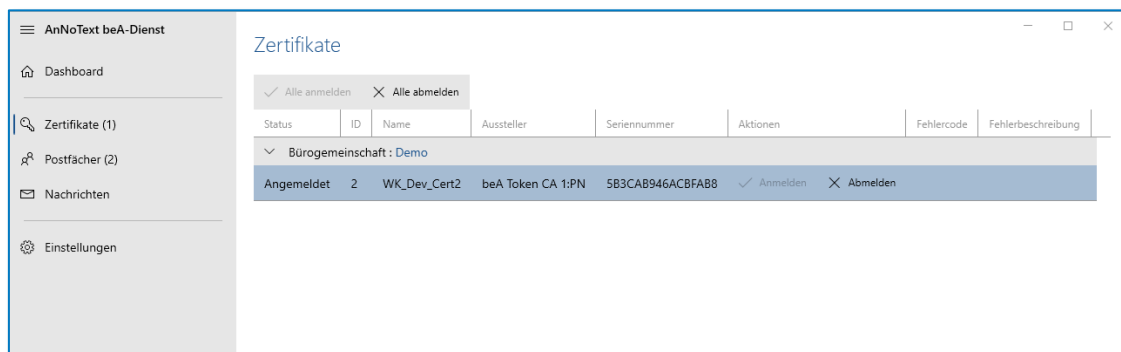 AnNoText beA-Dienst
Dashboard
Zertifikate (1)
Postfächer (2)
Nachrichten
Einstellungen
Zertifikate
Alle anmelden Alle abmelden
Status ID Name Aussteller Seriennummer Aktionen Fehlercode Fehlerbeschreibung
Bürogemeinschaft : Demo
Angemeldet 2 WK_Dev_Cert2 beA Token CA 1:PN 5B3CAB946ACBFAB8 Anmelden Abmelden